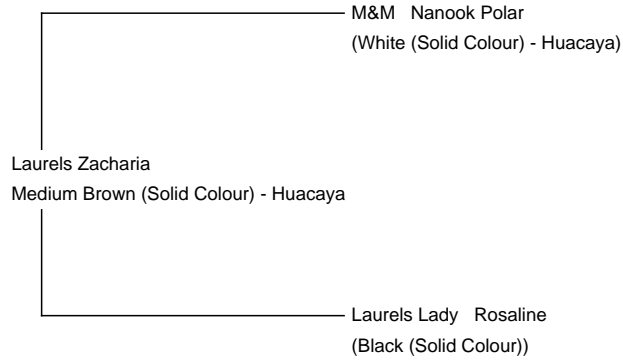 M&M Nanook Polar
(White (Solid Colour) - Huacaya)
Laurels Zacharia
Medium Brown (Solid Colour) - Huacaya
Laurels Lady Rosaline
(Black (Solid Colour))